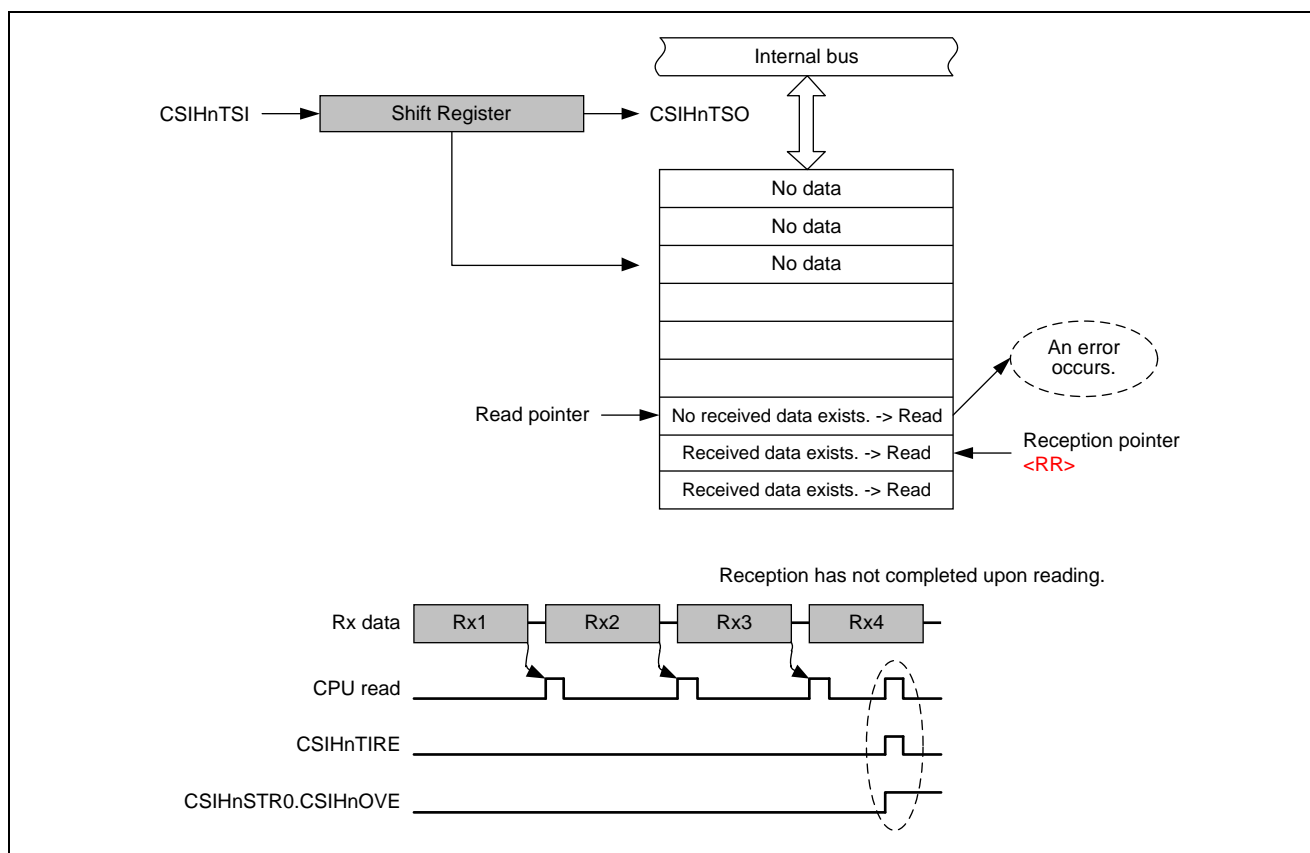 Internal bus
CSIHnTSI
Shift Register
CSIHnTSO
No data
No data
No data
An error
occurs.
Read pointer
No received data exists. -> Read
Received data exists. -> Read
Reception pointer
<RR>
Received data exists. -> Read
Reception has not completed upon reading.
Rx data
Rx1
Rx2
Rx3
Rx4
CPU read
CSIHnTIRE
CSIHnSTR0.CSIHnOVE